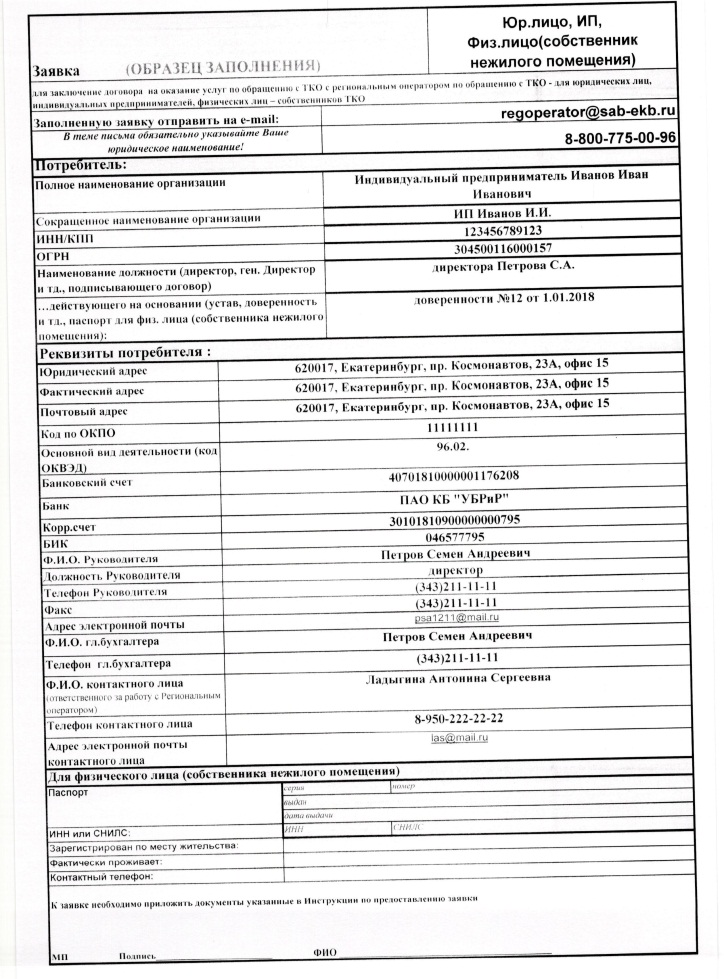 Юр.лицо, ИП,
Физ.лицо(собственник
нежилого помещения)
Заявка (ОБРАЗЕЦ ЗАПОЛНЕНИЯ)
для заключение договора на оказание услуг по обращению с ТКО с региональным оператором по обращению с ТКО - для юридических лиц,
индивидуальных предпринимателей, физических лиц – собственников ТКО
Заполненную заявку отправить на e-mail: regoperator@sab-ekb.ru
В теме письма обязательно указывайте Ваше
юридическое наименование!
8-800-775-00-96
Потребитель:
Полное наименование организации Индивидуальный предприниматель Иванов Иван
Иванович
Сокращенное наименование организации ИП Иванов И.И.
ИНН/КПП 123456789123
ОГРН 304500116000157
Наименование должности (директор, ген. Директор
и тд., подписывающего договор)
директора Петрова С.А.
…действующего на основании (устав, доверенность
и тд., паспорт для физ. лица (собственника нежилого
помещения):
доверенности №12 от 1.01.2018
Реквизиты потребителя :
Юридический адрес 620017, Екатеринбург, пр. Космонавтов, 23А, офис 15
Фактический адрес 620017, Екатеринбург, пр. Космонавтов, 23А, офис 15
Почтовый адрес 620017, Екатеринбург, пр. Космонавтов, 23А, офис 15
Код по ОКПО 11111111
Основной вид деятельности (код
ОКВЭД)
96.02.
Банковский счет 40701810000001176208
Банк ПАО КБ "УБРиР"
Корр.счет 30101810900000000795
БИК 046577795
Ф.И.О. Руководителя Петров Семен Андреевич
Должность Руководителя директор
Телефон Руководителя (343)211-11-11
Факс (343)211-11-11
Адрес электронной почты psa1211@mail.ru
Ф.И.О. гл.бухгалтера Петров Семен Андреевич
Телефон гл.бухгалтера (343)211-11-11
Ф.И.О. контактного лица Ладыгина Антонина Сергеевна
(ответственного за работу с Региональным
оператором)
Телефон контактного лица 8-950-222-22-22
Адрес электронной почты
контактного лица
las@mail.ru
Для физического лица (собственника нежилого помещения)
Паспорт серия номер
выдан
дата выдачи
ИНН или СНИЛС: ИНН СНИЛС
Зарегистрирован по месту жительства:
Фактически проживает:
Контактный телефон:
К заявке необходимо приложить документы указанные в Инструкции по предоставлению заявки
МП Подпись ФИО